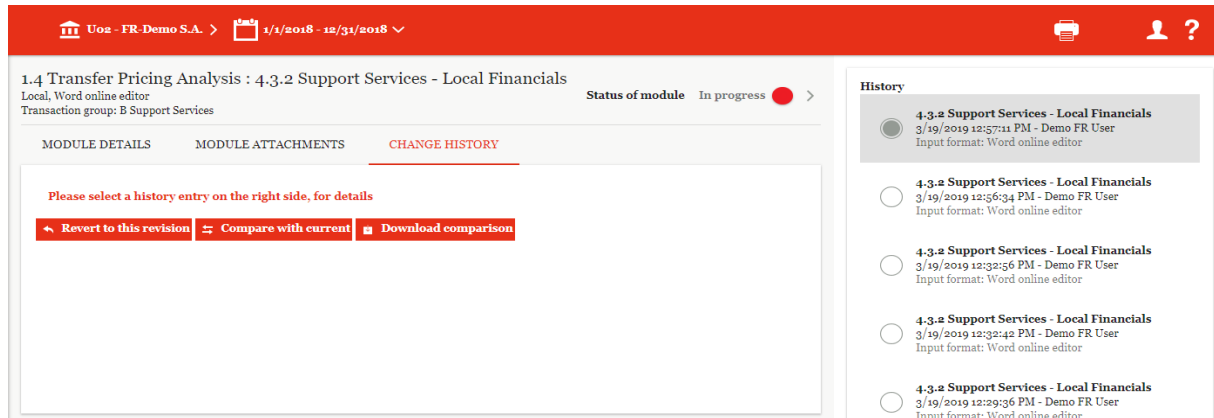 U02 - FR-Demo S.A. > 1/1/2018 - 12/31/2018
?
1.4 Transfer Pricing Analysis : 4.3.2 Support Services - Local Financials
Local, Word online editor
Transaction group: B Support Services
Status of module In progress
MODULE DETAILS MODULE ATTACHMENTS CHANGE HISTORY
Please select a history entry on the right side, for details
Revert to this revision Compare with current Download comparison
History
4.3.2 Support Services - Local Financials
3/19/2019 12:57:11 PM - Demo FR User
Input format: Word online editor
4.3.2 Support Services - Local Financials
3/19/2019 12:56:34 PM - Demo FR User
Input format: Word online editor
4.3.2 Support Services - Local Financials
3/19/2019 12:32:56 PM - Demo FR User
Input format: Word online editor
4.3.2 Support Services - Local Financials
3/19/2019 12:32:42 PM - Demo FR User
Input format: Word online editor
4.3.2 Support Services - Local Financials
3/19/2019 12:29:36 PM - Demo FR User
Input format: Word online editor